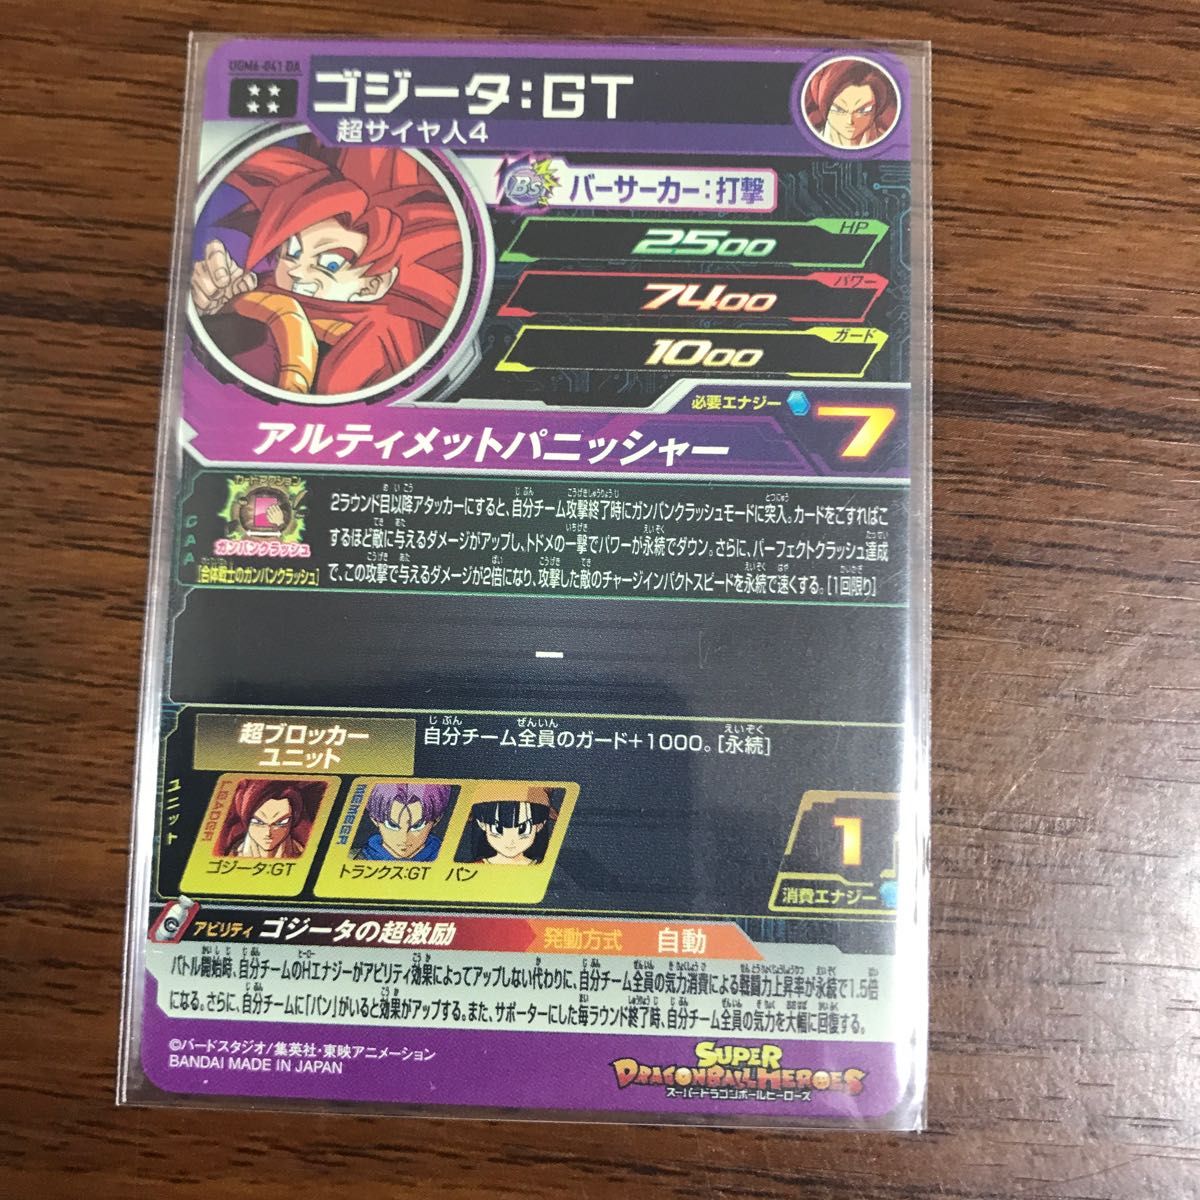 UGM6-041 DA
ゴジータ:GT
超サイヤ人4
Bs バーサーカー:打撃
HP
2500
パワー
7400
ガード
1000
必要エナジー 7
アルティメットパニッシャー
CAA
カードアクション
ガンバンクラッシュ
[合体戦士のガンバンクラッシュ]
2ラウンド目以降アタッカーにすると、自分チーム攻撃終了時にガンバンクラッシュモードに突入。カードをこすればこ
するほど敵に与えるダメージがアップし、トドメの一撃でパワーが永続でダウン。さらに、パーフェクトクラッシュ達成
で、この攻撃で与えるダメージが2倍になり、攻撃した敵のチャージインパクトスピードを永続で速くする。[1回限り]
ー
ユニット
超ブロッカー
ユニット
自分チーム全員のガード+1000。[永続]
LEADER
MEMBER
ゴジータ:GT
トランクス:GT
パン
1
消費エナジー
アビリティ ゴジータの超激励 発動方式 自動
バトル開始時、自分チームのHエナジーがアビリティ効果によってアップしない代わりに、自分チーム全員の気力消費による戦闘力上昇率が永続で1.5倍
になる。さらに、自分チームに「パン」がいると効果がアップする。また、サポーターにした毎ラウンド終了時、自分チーム全員の気力を大幅に回復する。
©バードスタジオ/集英社・東映アニメーション
BANDAI MADE IN JAPAN
SUPER
DRAGONBALL HEROES
スーパードラゴンボールヒーローズ